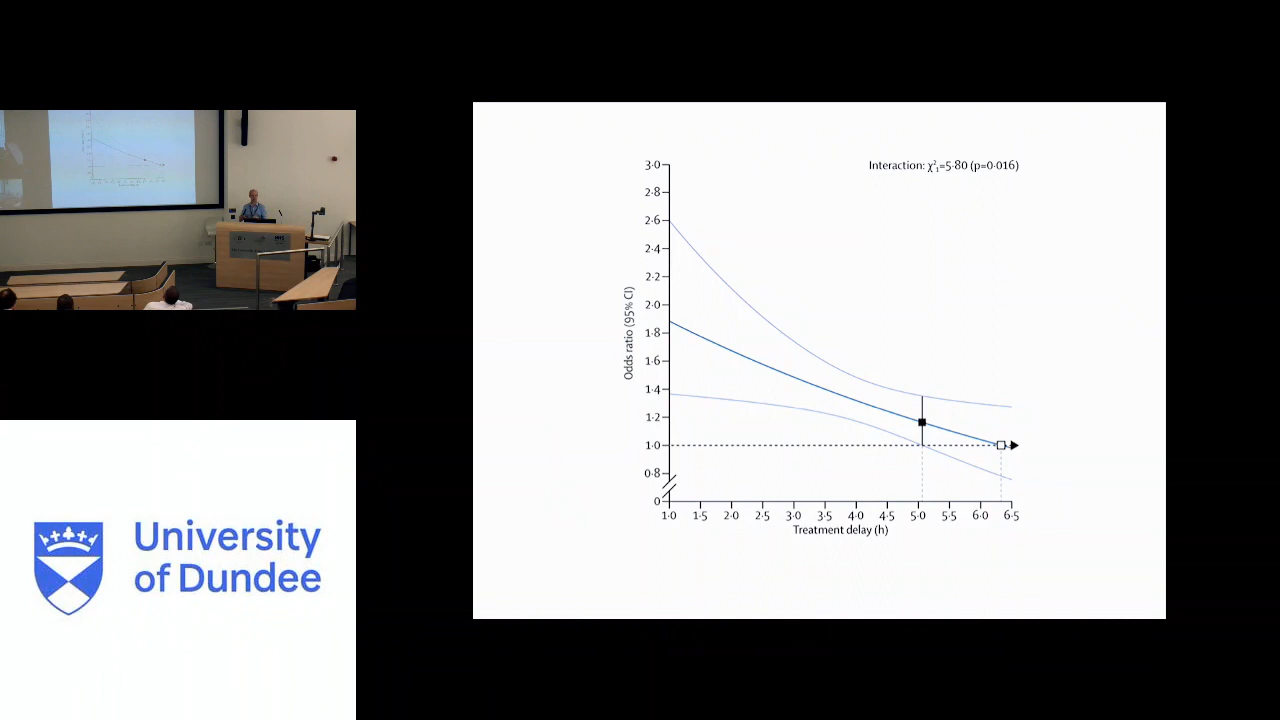 Interaction: χ²₁=5·80 (p=0·016)
3·0
2·8
2·6
2·4
2·2
2·0
1·8
1·6
1·4
1·2
1·0
0·8
0
Odds ratio (95% CI)
1·0 1·5 2·0 2·5 3·0 3·5 4·0 4·5 5·0 5·5 6·0 6·5
Treatment delay (h)
University
of Dundee